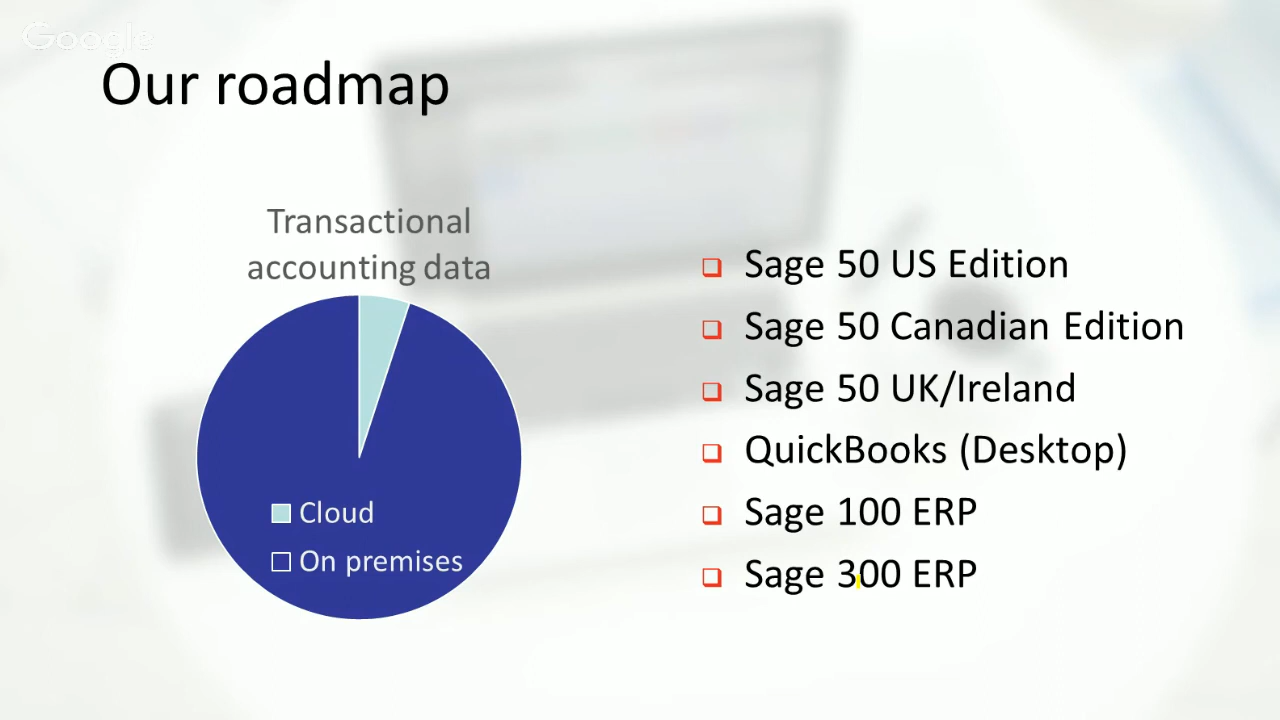 Google
Our roadmap
Transactional
accounting data
Cloud
On premises
Sage 50 US Edition
Sage 50 Canadian Edition
Sage 50 UK/Ireland
QuickBooks (Desktop)
Sage 100 ERP
Sage 300 ERP